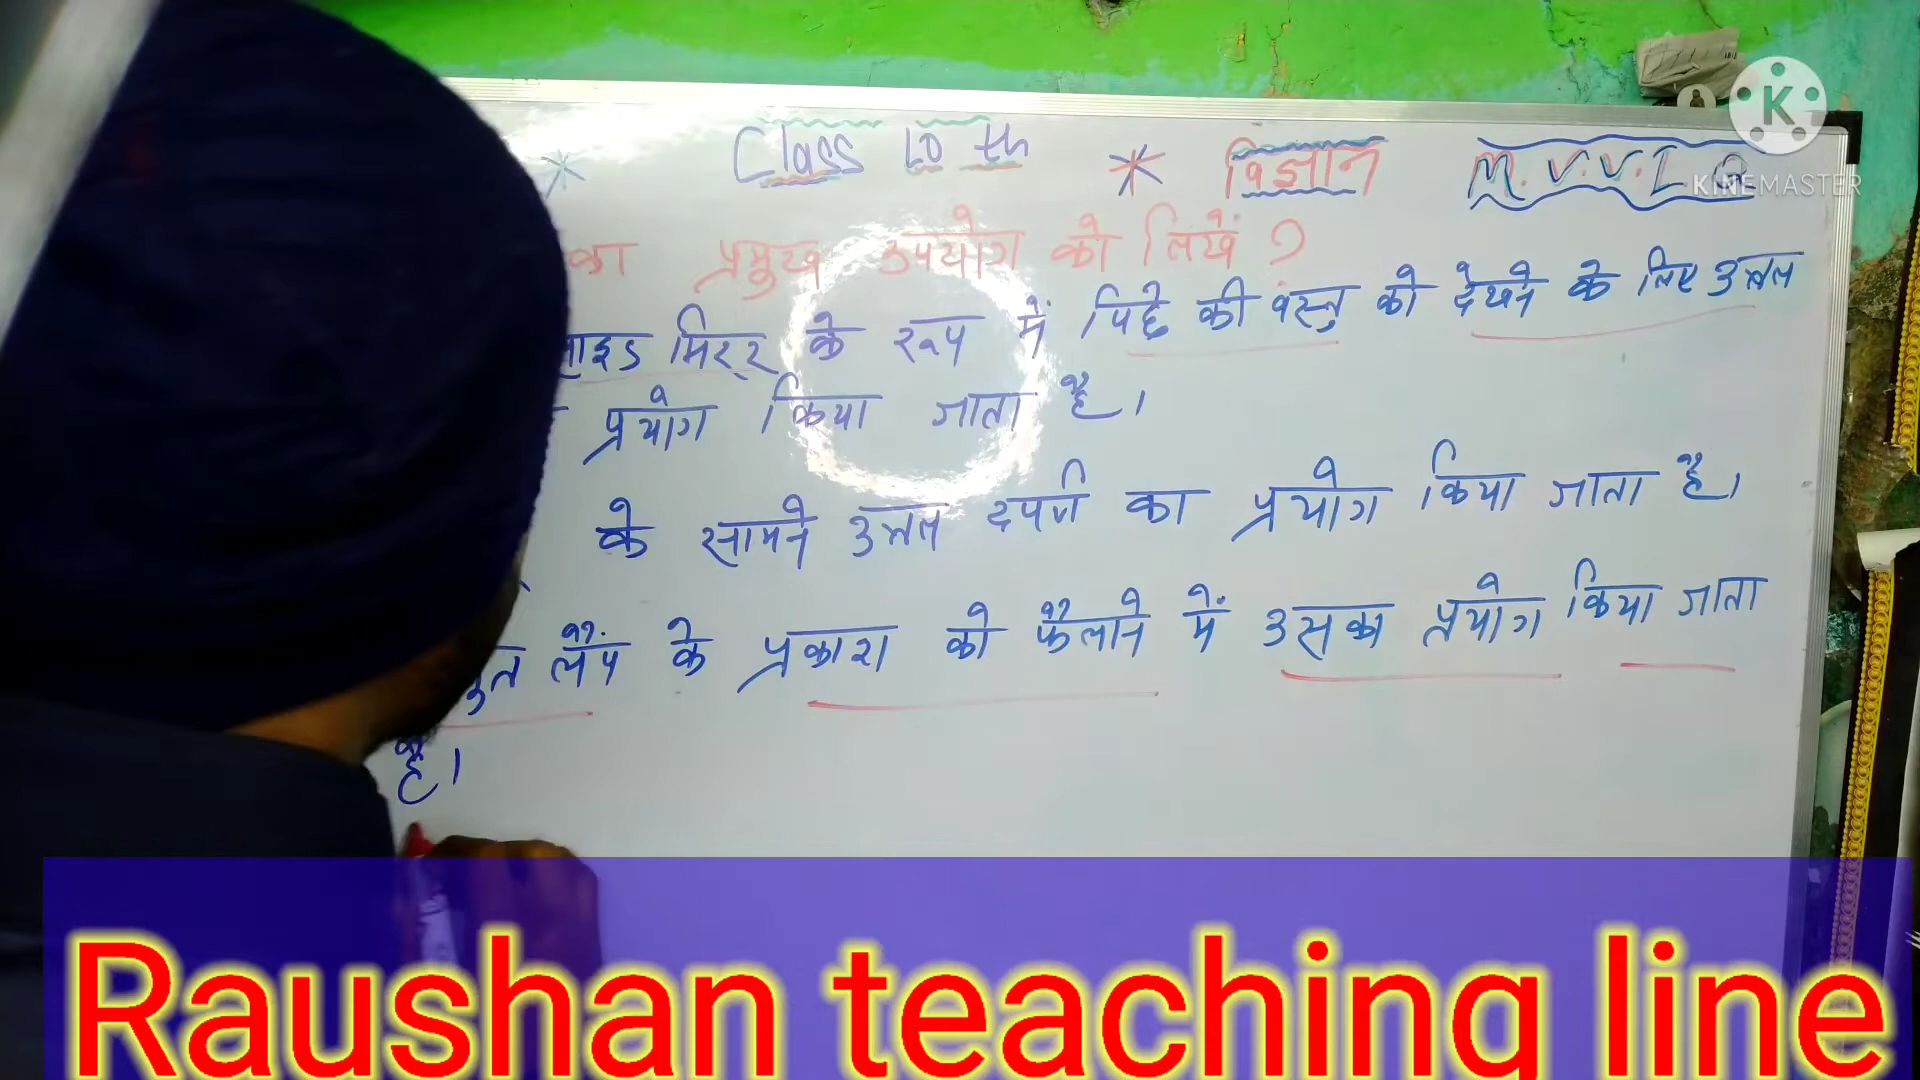 Class 10 th * विज्ञान M.V.V.I.Q
का प्रमुख उपयोग को लिखें ?
साइड मिरर के रूप में पिछे की वस्तु को देखने के लिए उत्तल
प्रयोग किया जाता है।
के सामने उत्तल दर्पण का प्रयोग किया जाता है।
लैंप के प्रकाश को फैलाने में उसका प्रयोग किया जाता
है।
K
KINEMASTER
Raushan teaching line